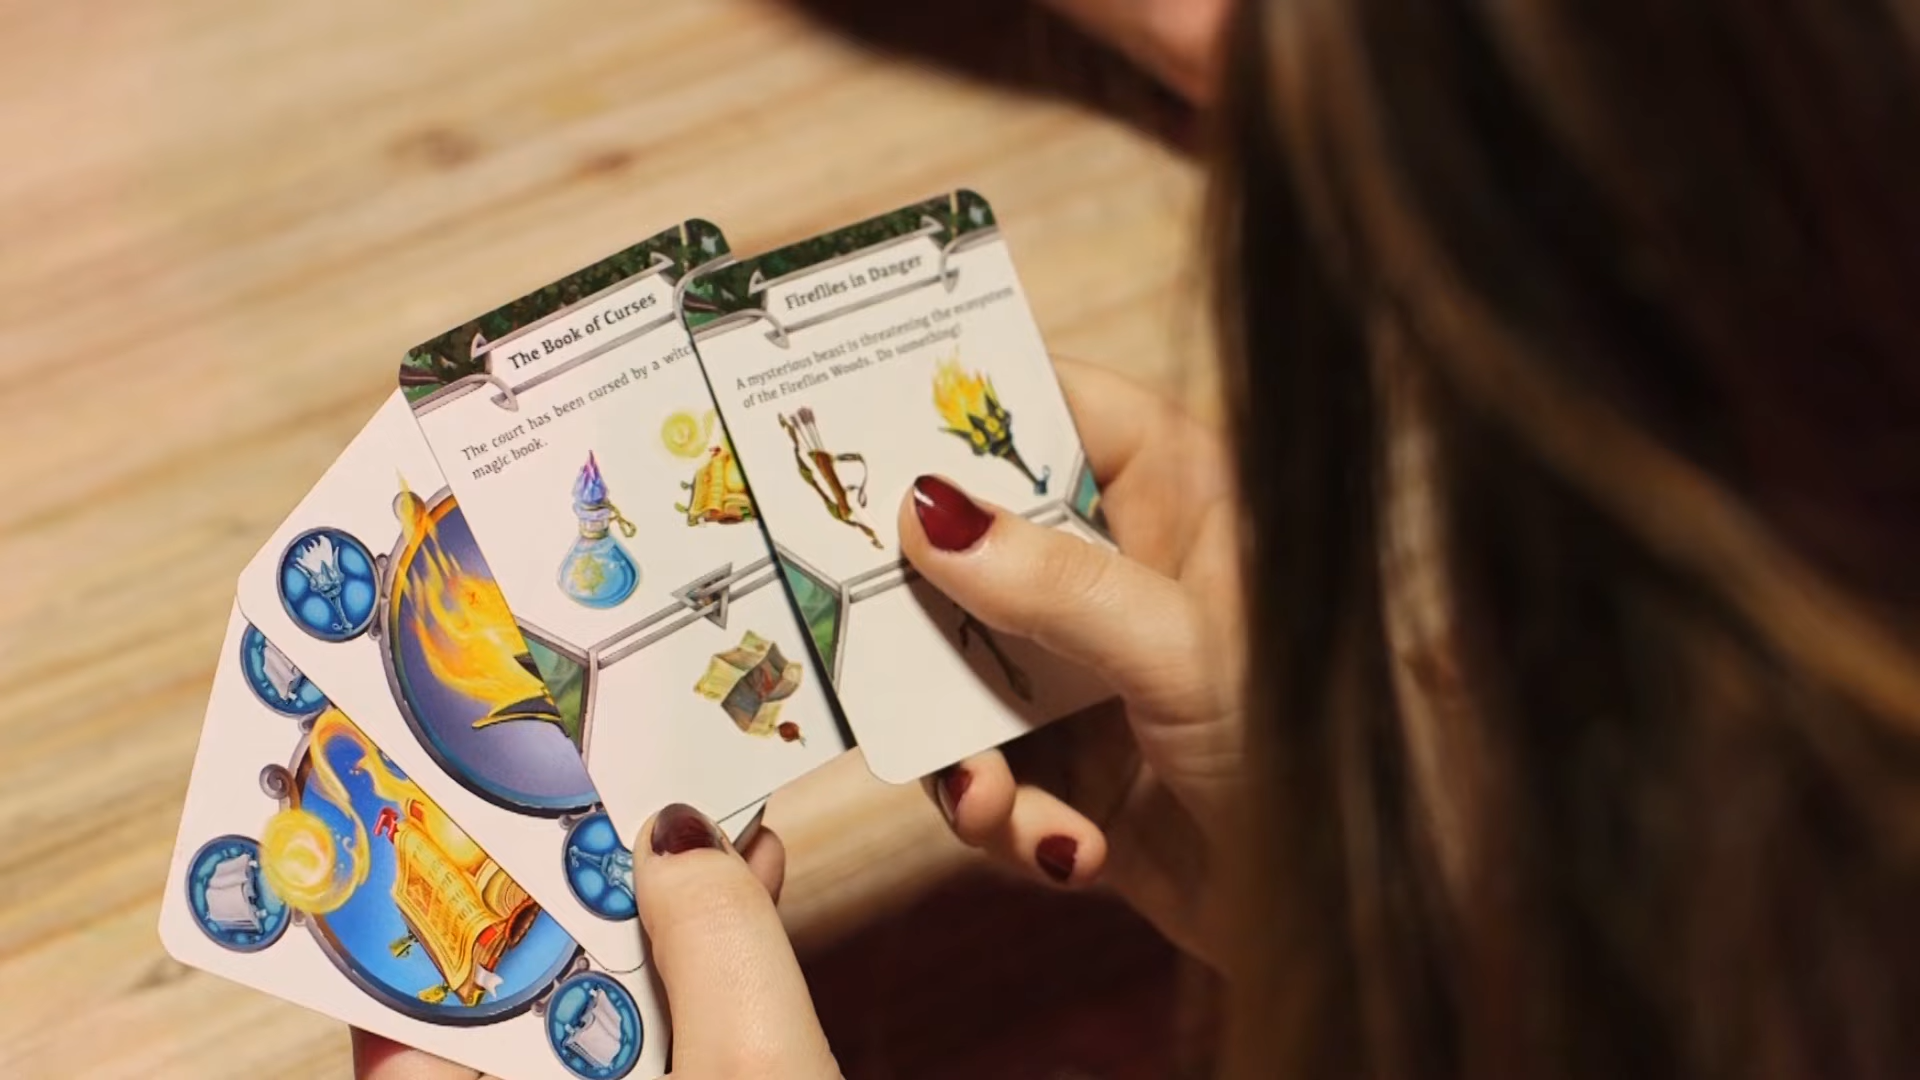 The Book of Curses
The court has been cursed by a witch
magic book.
Fireflies in Danger
A mysterious beast is threatening the ecosystem
of the Fireflies Woods. Do something!